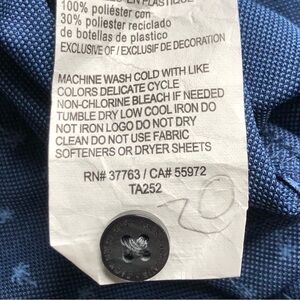 100% poliéster con
30% poliéster reciclado
de botellas de plastico
EXCLUSIVE OF / EXCLUSIF DE DECORATION
MACHINE WASH COLD WITH LIKE
COLORS DELICATE CYCLE
NON-CHLORINE BLEACH IF NEEDED
TUMBLE DRY LOW COOL IRON DO
NOT IRON LOGO DO NOT DRY
CLEAN DO NOT USE FABRIC
SOFTENERS OR DRYER SHEETS
RN# 37763 / CA# 55972
TA252
20